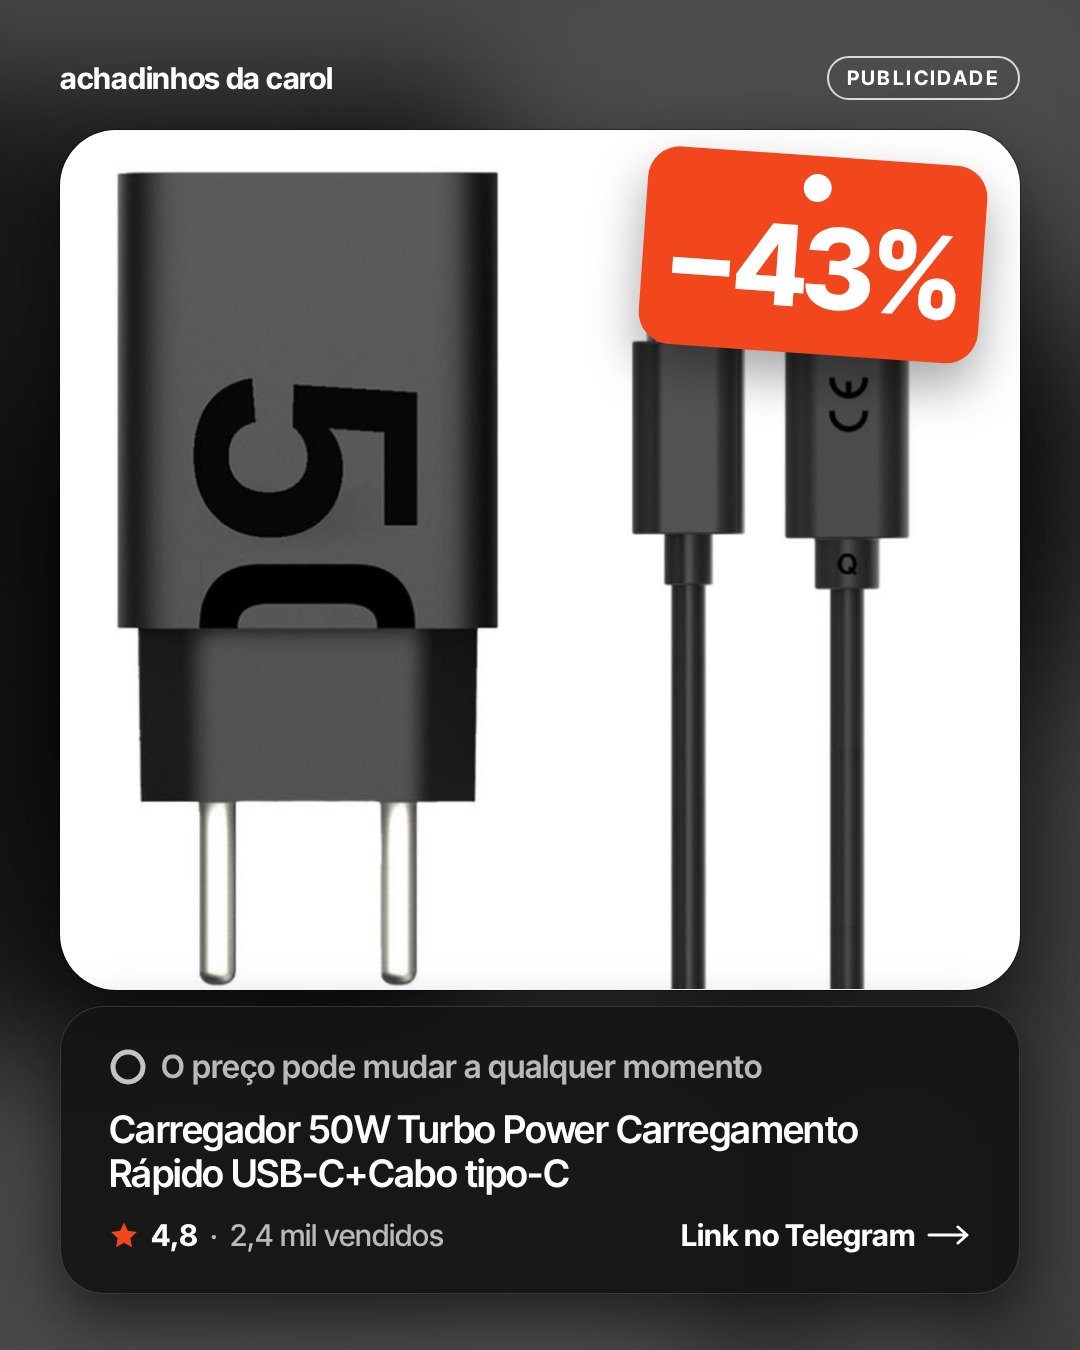 achadinhos da carol
PUBLICIDADE
–43%
50
CE
Q
O preço pode mudar a qualquer momento
Carregador 50W Turbo Power Carregamento
Rápido USB-C+Cabo tipo-C
4,8 · 2,4 mil vendidos
Link no Telegram →